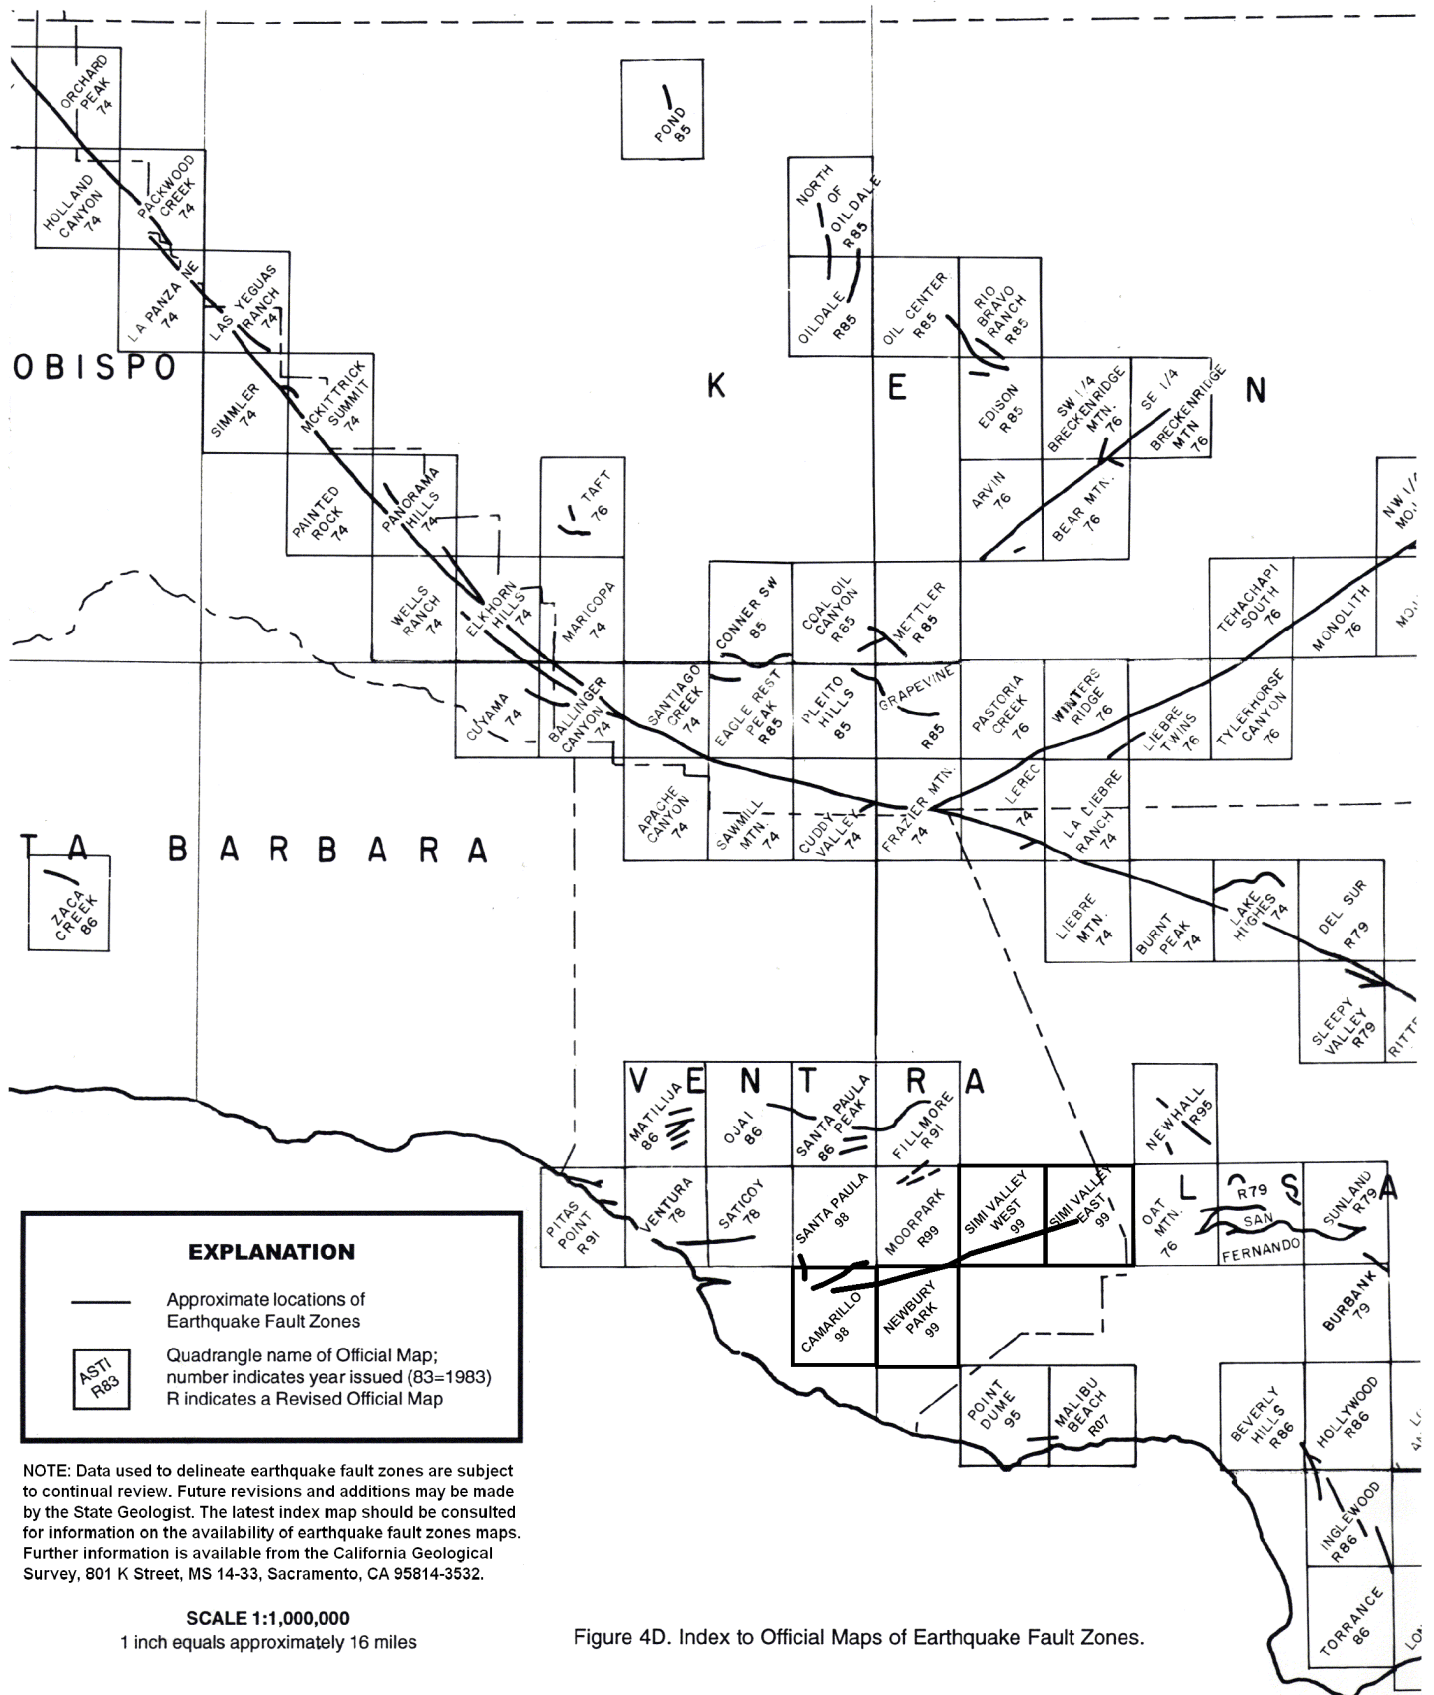 ORCHARD
PEAK
74
POND
85
HOLLAND
CANYON
74
PACKWOOD
CREEK
74
NORTH
OF
OILDALE
R85
LA PANZA NE
74
LAS YEGUAS
RANCH
74
OILDALE
R85
OIL CENTER
R85
RIO
BRAVO
RANCH
R85
OBISPO
K E N
SIMMLER
74
MCKITTRICK
SUMMIT
74
EDISON
R85
SW 1/4
BRECKENRIDGE
MTN.
76
SE 1/4
BRECKENRIDGE
MTN
76
PAINTED
ROCK
74
PANORAMA
HILLS
74
TAFT
76
ARVIN
76
BEAR MTN.
76
NW 1/4
WELLS
RANCH
74
ELKHORN
HILLS
74
MARICOPA
74
CONNER SW
85
COAL OIL
CANYON
R85
METTLER
R85
TEHACHAPI
SOUTH
76
MONOLITH
76
CUYAMA
74
BALLINGER
CANYON
74
SANTIAGO
CREEK
74
EAGLE REST
PEAK
R85
PLEITO
HILLS
85
GRAPEVINE
R85
PASTORIA
CREEK
76
WINTERS
RIDGE
76
LIEBRE
TWINS
76
TYLERHORSE
CANYON
76
APACHE
CANYON
74
SAWMILL
MTN.
74
CUDDY
VALLEY
74
FRAZIER MTN.
74
LEBEC
74
LA LIEBRE
RANCH
74
TA BARBARA
ZACA
CREEK
86
LIEBRE
MTN.
74
BURNT
PEAK
74
LAKE
HUGHES
74
DEL SUR
R79
SLEEPY
VALLEY
R79
RITTE
V E N T R A
MATILIJA
86
OJAI
86
SANTA PAULA
PEAK
86
FILLMORE
R91
NEWHALL
R95
PITAS
POINT
R91
VENTURA
78
SATICOY
78
SANTA PAULA
98
MOORPARK
R99
SIMI VALLEY
WEST
99
SIMI VALLEY
EAST
99
OAT
MTN.
76
L S A
R79
SAN
FERNANDO
SUNLAND
R79
CAMARILLO
98
NEWBURY
PARK
99
BURBANK
79
POINT
DUME
95
MALIBU
BEACH
R07
BEVERLY
HILLS
R86
HOLLYWOOD
R86
INGLEWOOD
R86
TORRANCE
86
LON
EXPLANATION
Approximate locations of
Earthquake Fault Zones
ASTI
R83
Quadrangle name of Official Map;
number indicates year issued (83=1983)
R indicates a Revised Official Map
NOTE: Data used to delineate earthquake fault zones are subject
to continual review. Future revisions and additions may be made
by the State Geologist. The latest index map should be consulted
for information on the availability of earthquake fault zones maps.
Further information is available from the California Geological
Survey, 801 K Street, MS 14-33, Sacramento, CA 95814-3532.
SCALE 1:1,000,000
1 inch equals approximately 16 miles
Figure 4D. Index to Official Maps of Earthquake Fault Zones.